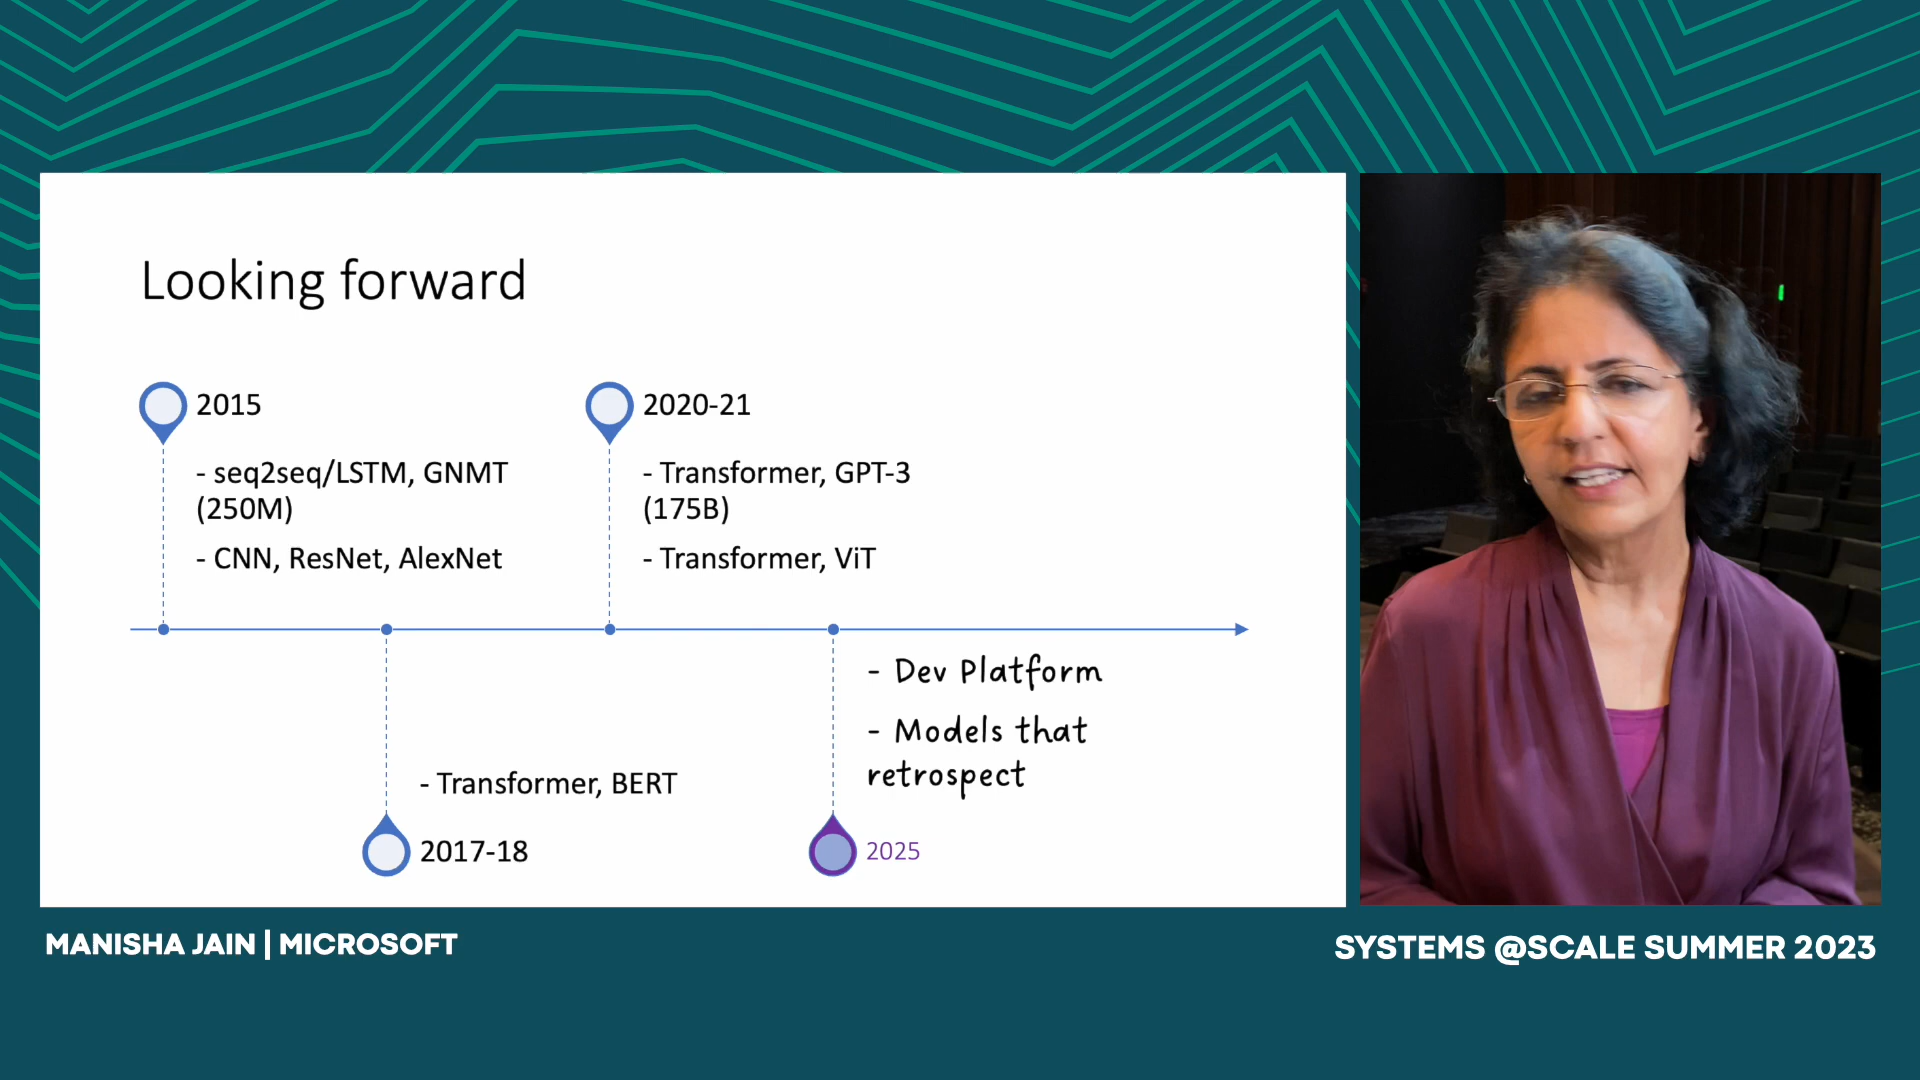 Looking forward
2015
- seq2seq/LSTM, GNMT
(250M)
- CNN, ResNet, AlexNet
2020-21
- Transformer, GPT-3
(175B)
- Transformer, ViT
- Transformer, BERT
2017-18
- Dev Platform
- Models that
retrospect
2025
MANISHA JAIN | MICROSOFT
SYSTEMS @SCALE SUMMER 2023